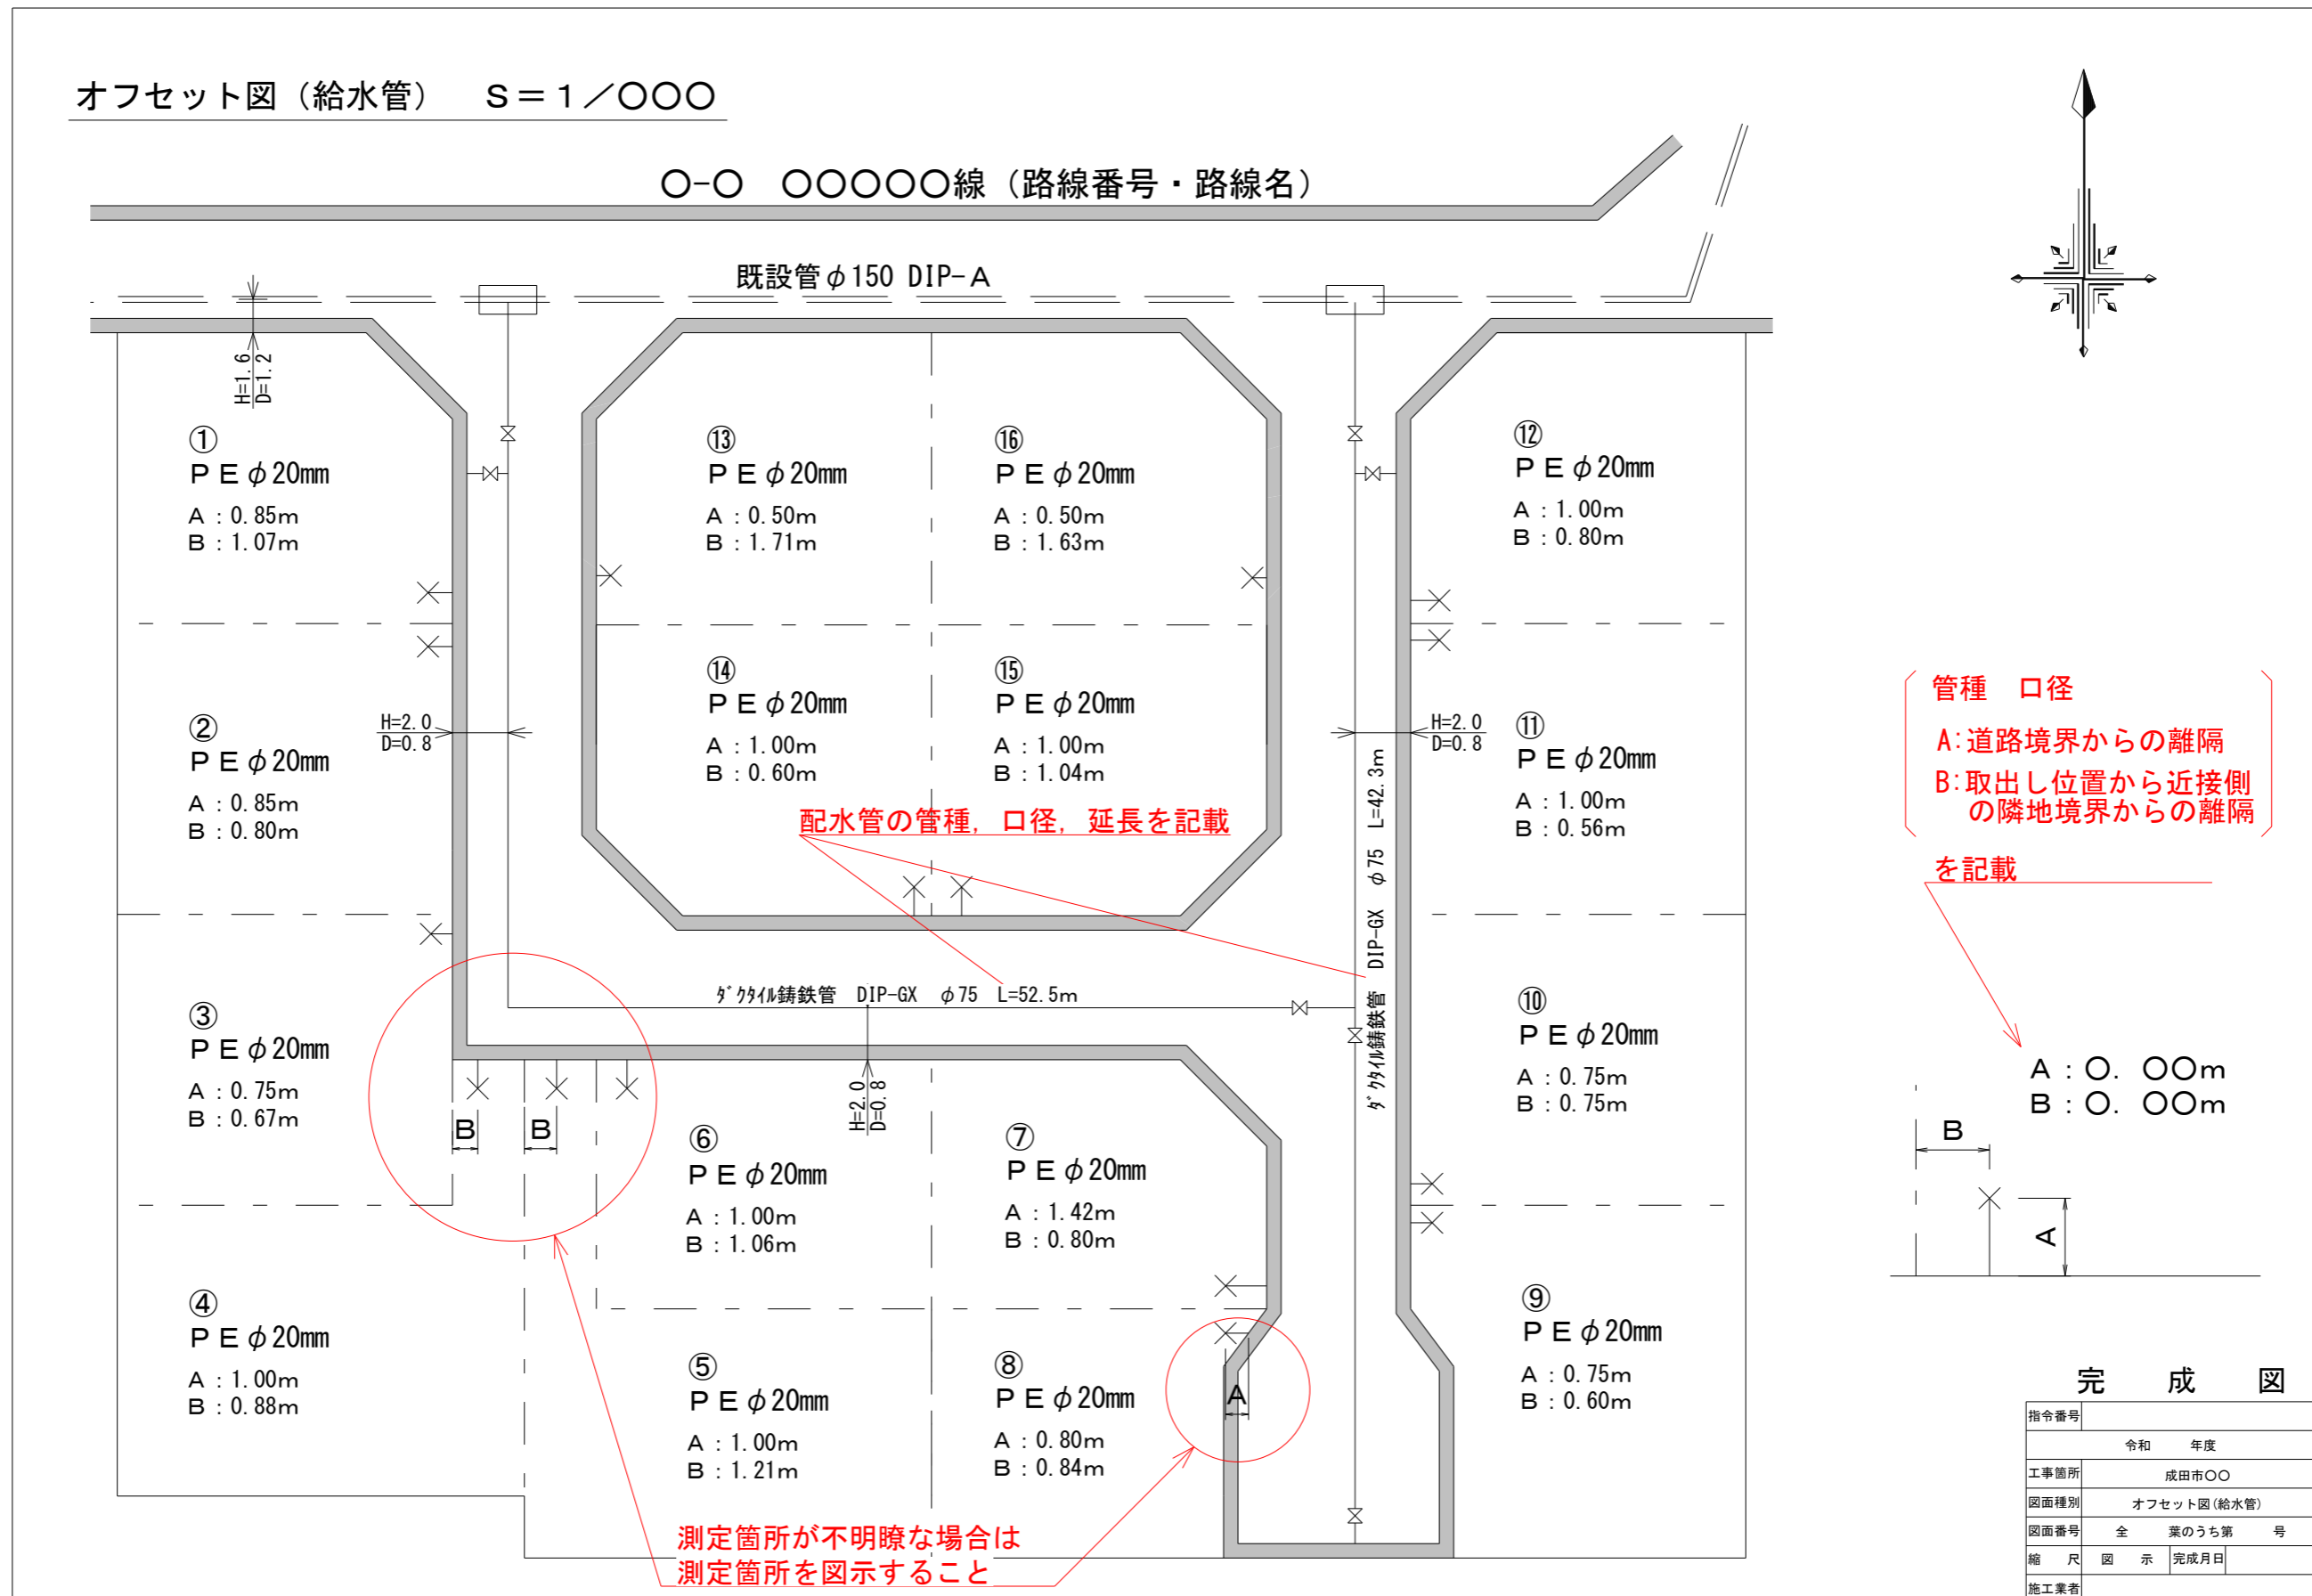 オフセット図（給水管）　Ｓ＝１／〇〇〇
〇-〇　〇〇〇〇〇線（路線番号・路線名）
既設管φ150 DIP-A
H=1.6
D=1.2
①
ＰＥφ20mm
A：0.85m
B：1.07m
⑬
ＰＥφ20mm
A：0.50m
B：1.71m
⑯
ＰＥφ20mm
A：0.50m
B：1.63m
⑫
ＰＥφ20mm
A：1.00m
B：0.80m
②
ＰＥφ20mm
A：0.85m
B：0.80m
H=2.0
D=0.8
⑭
ＰＥφ20mm
A：1.00m
B：0.60m
⑮
ＰＥφ20mm
A：1.00m
B：1.04m
H=2.0
D=0.8
⑪
ＰＥφ20mm
A：1.00m
B：0.56m
管種　口径
A:道路境界からの離隔
B:取出し位置から近接側
の隣地境界からの離隔
を記載
配水管の管種，口径，延長を記載
ﾀﾞｸﾀｲﾙ鋳鉄管　DIP-GX　φ75　L=52.5m
ﾀﾞｸﾀｲﾙ鋳鉄管　DIP-GX　φ75　L=42.3m
③
ＰＥφ20mm
A：0.75m
B：0.67m
B
B
H=2.0
D=0.8
⑩
ＰＥφ20mm
A：0.75m
B：0.75m
A：〇．〇〇m
B：〇．〇〇m
B
A
⑥
ＰＥφ20mm
A：1.00m
B：1.06m
⑦
ＰＥφ20mm
A：1.42m
B：0.80m
④
ＰＥφ20mm
A：1.00m
B：0.88m
⑤
ＰＥφ20mm
A：1.00m
B：1.21m
⑧
ＰＥφ20mm
A：0.80m
B：0.84m
A
⑨
ＰＥφ20mm
A：0.75m
B：0.60m
測定箇所が不明瞭な場合は
測定箇所を図示すること
完　成　図
指令番号
令和　　年度
工事箇所　成田市〇〇
図面種別　オフセット図(給水管)
図面番号　全　　葉のうち第　　号
縮　尺　図　示　完成月日
施工業者